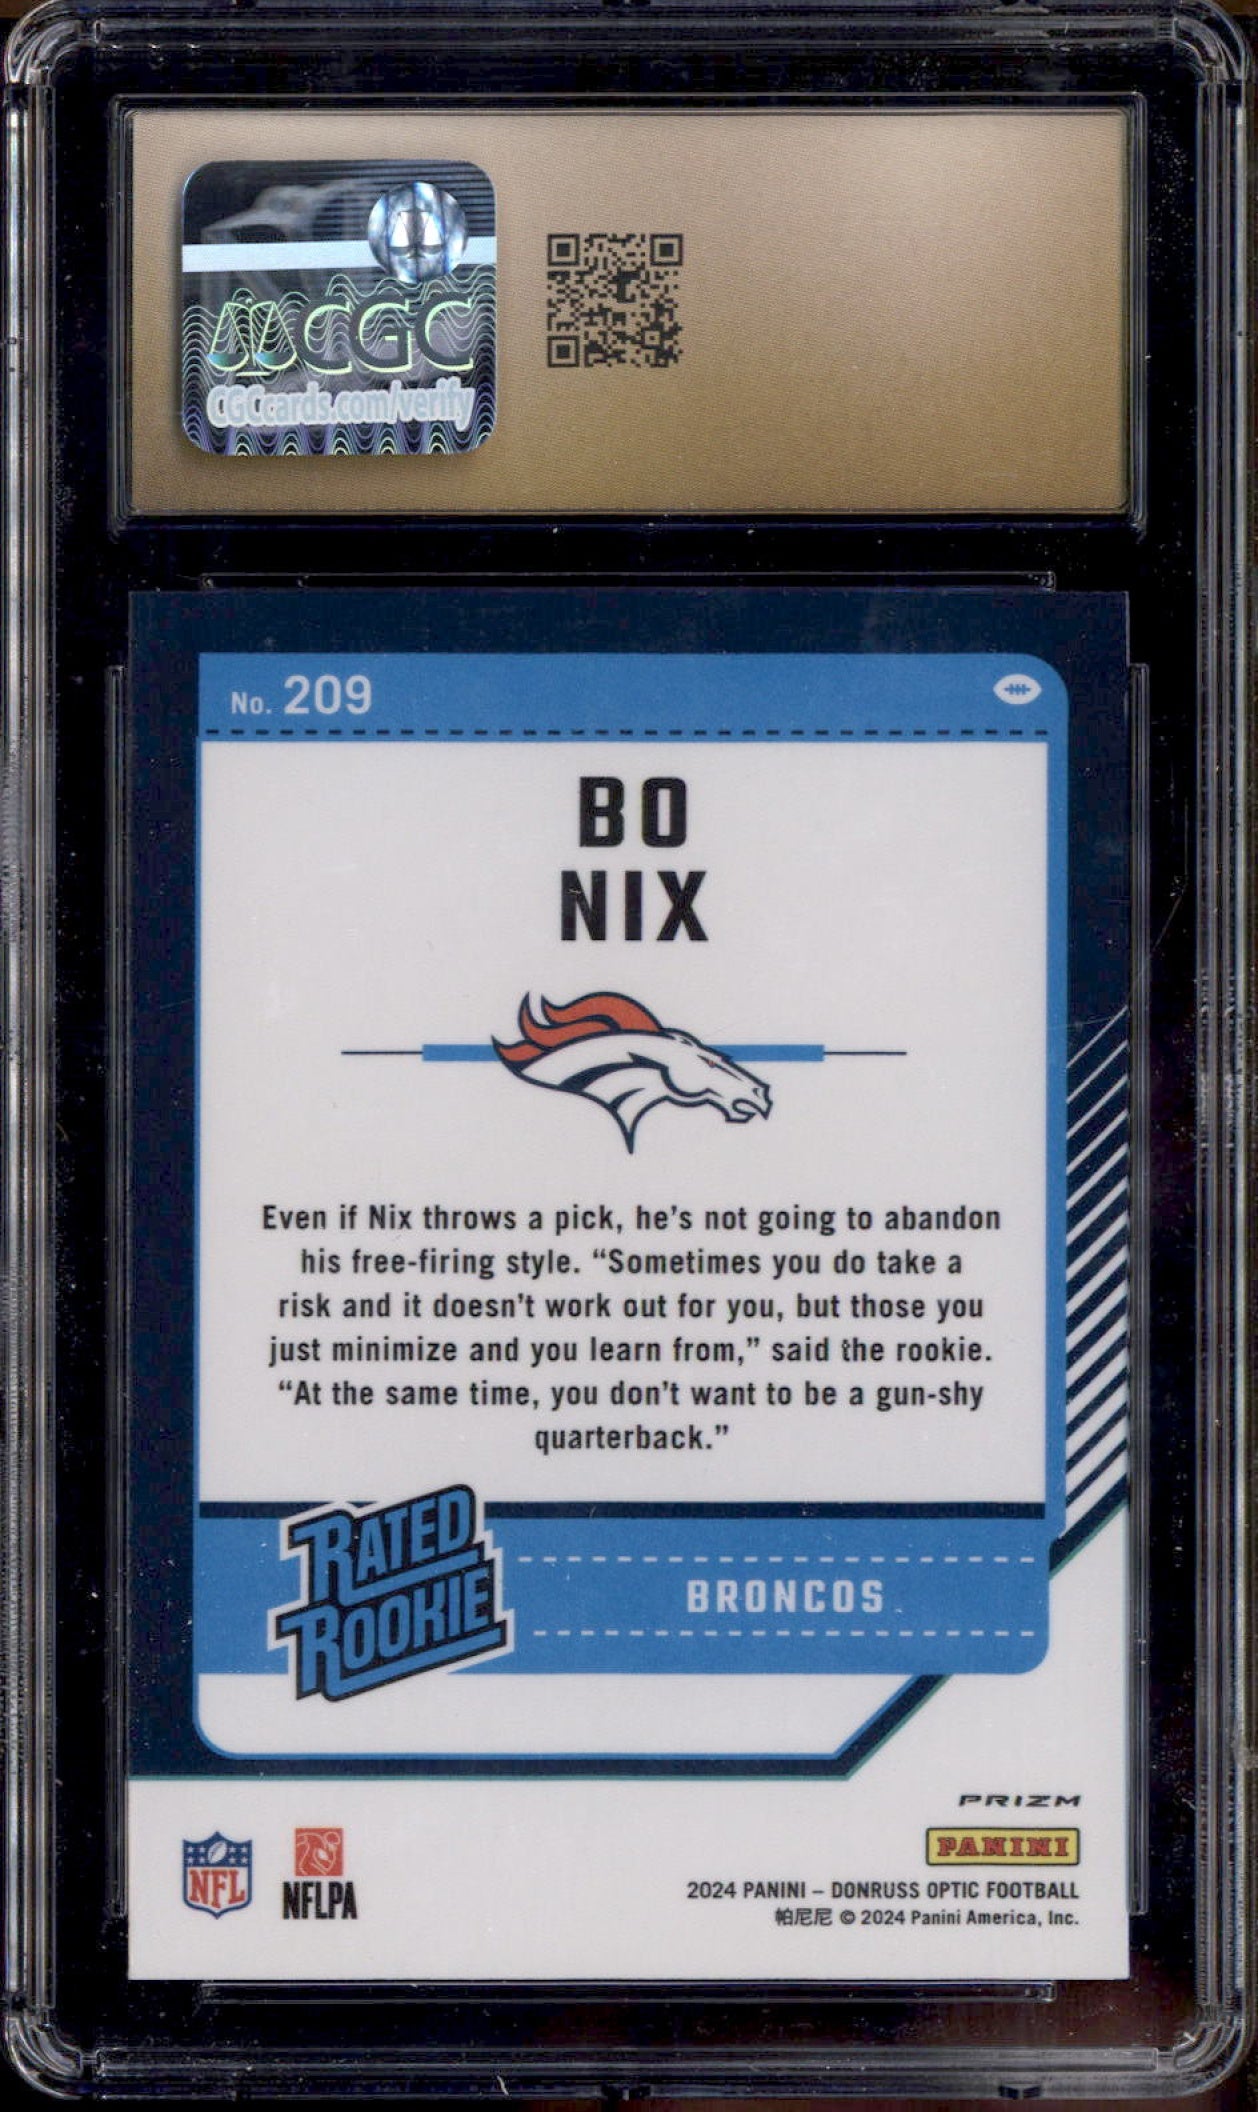 CGC
CGCcards.com/verify
No. 209
BO
NIX
Even if Nix throws a pick, he's not going to abandon
his free-firing style. “Sometimes you do take a
risk and it doesn't work out for you, but those you
just minimize and you learn from,” said the rookie.
“At the same time, you don't want to be a gun-shy
quarterback.”
RATED
ROOKIE
BRONCOS
PRIZM
PANINI
NFL
NFLPA
2024 PANINI – DONRUSS OPTIC FOOTBALL
帕尼尼 © 2024 Panini America, Inc.